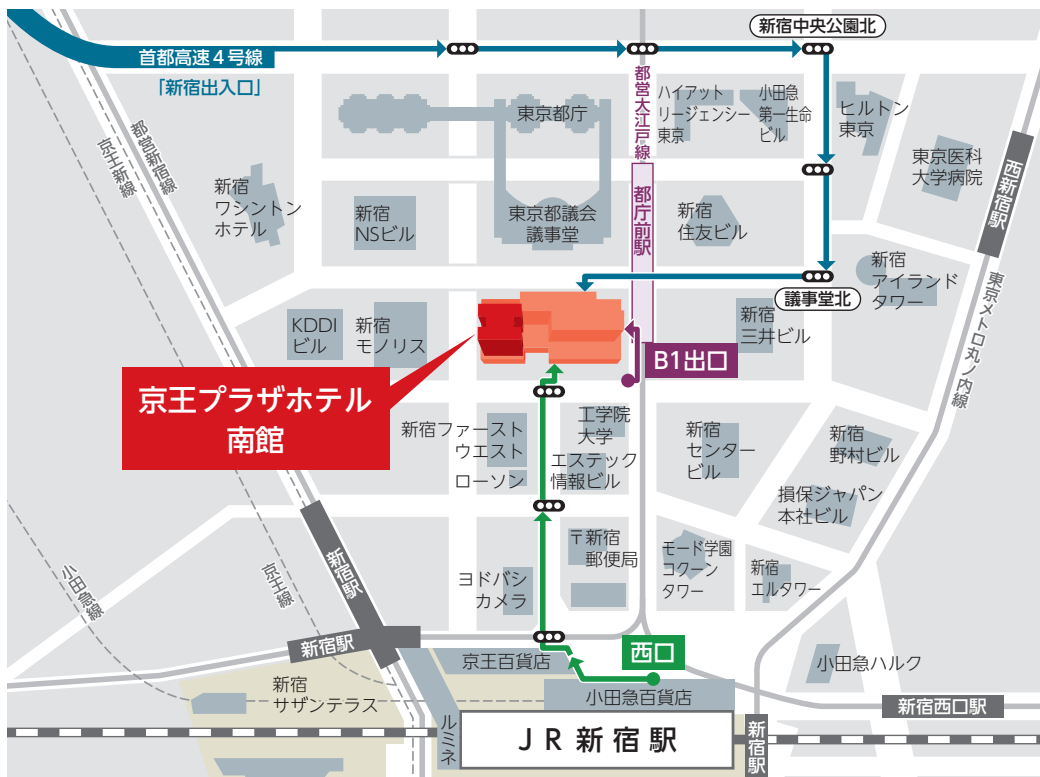 新宿中央公園北
首都高速4号線
「新宿出入口」
都営大江戸線
ハイアット
リージェンシー
東京
小田急
第一生命
ビル
ヒルトン
東京
東京都庁
都営新宿線
京王新線
東京医科
大学病院
西新宿駅
新宿
ワシントン
ホテル
新宿
NSビル
東京都議会
議事堂
都庁前駅
新宿
住友ビル
新宿
アイランド
タワー
議事堂北
東京メトロ丸ノ内線
KDDI
ビル
新宿
モノリス
新宿
三井ビル
B1出口
京王プラザホテル
南館
新宿ファースト
ウエスト
ローソン
工学院
大学
エステック
情報ビル
新宿
センター
ビル
新宿
野村ビル
損保ジャパン
本社ビル
〒新宿
郵便局
モード学園
コクーン
タワー
新宿
エルタワー
ヨドバシ
カメラ
新宿駅
京王線
小田急線
新宿駅
西口
京王百貨店
小田急ハルク
新宿
サザンテラス
小田急百貨店
新宿西口駅
ルミネ
JR新宿駅
新宿駅